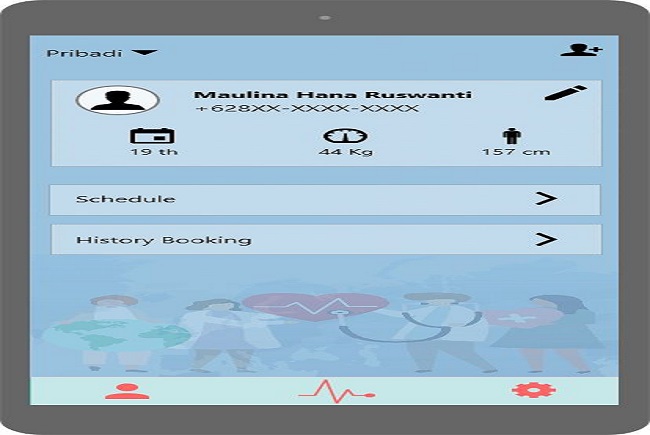 Pribadi
Maulina Hana Ruswanti
+628XX-XXXX-XXXX
19 th
44 Kg
157 cm
Schedule
History Booking